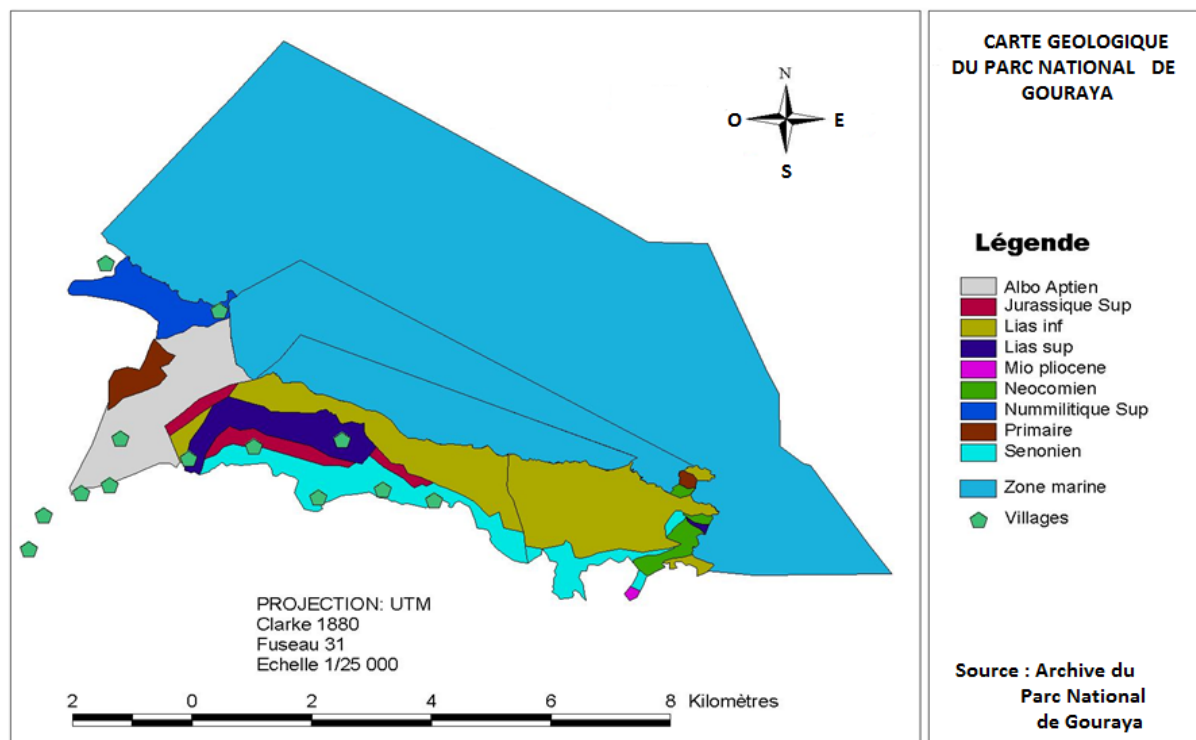 CARTE GEOLOGIQUE
DU PARC NATIONAL DE
GOURAYA
N
O
E
S
Légende
Albo Aptien
Jurassique Sup
Lias inf
Lias sup
Mio pliocene
Neocomien
Nummilitique Sup
Primaire
Senonien
Zone marine
Villages
PROJECTION: UTM
Clarke 1880
Fuseau 31
Echelle 1/25 000
2 0 2 4 6 8 Kilomètres
Source : Archive du
Parc National
de Gouraya